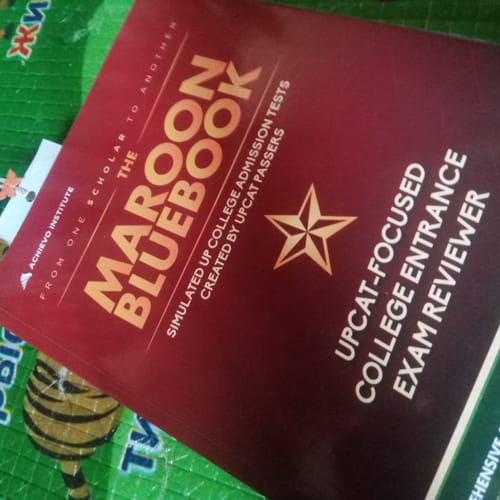 ACHIEVO INSTITUTE
FROM ONE SCHOLAR TO ANOTHER
THE
MAROON
BLUEBOOK
SIMULATED UP COLLEGE ADMISSION TESTS
CREATED BY UPCAT PASSERS
UPCAT-FOCUSED
COLLEGE ENTRANCE
EXAM REVIEWER